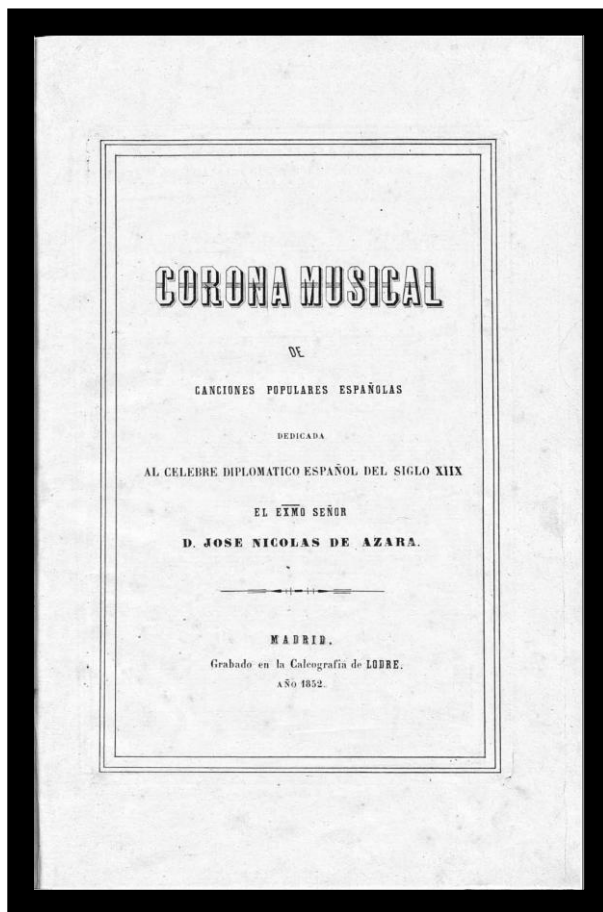 CORONA MUSICAL
DE
CANCIONES POPULARES ESPAÑOLAS
DEDICADA
AL CELEBRE DIPLOMATICO ESPAÑOL DEL SIGLO XIIX
EL EXMO SEÑOR
D. JOSE NICOLAS DE AZARA.
MADRID.
Grabado en la Calcografía de LODRE.
AÑO 1852.